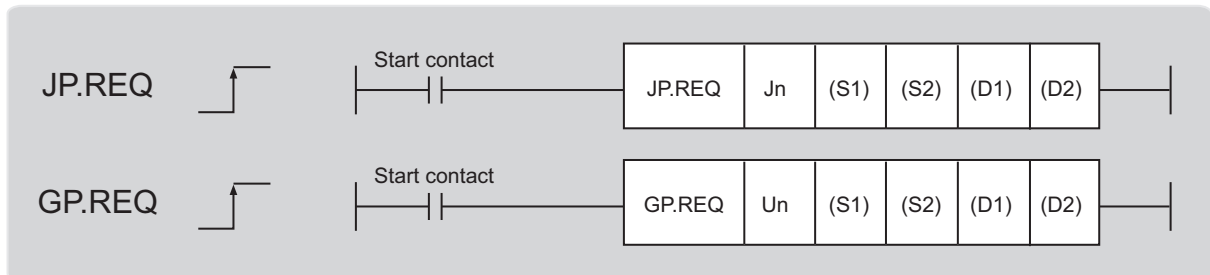 Start contact
JP.REQ JP.REQ Jn (S1) (S2) (D1) (D2)
Start contact
GP.REQ GP.REQ Un (S1) (S2) (D1) (D2)